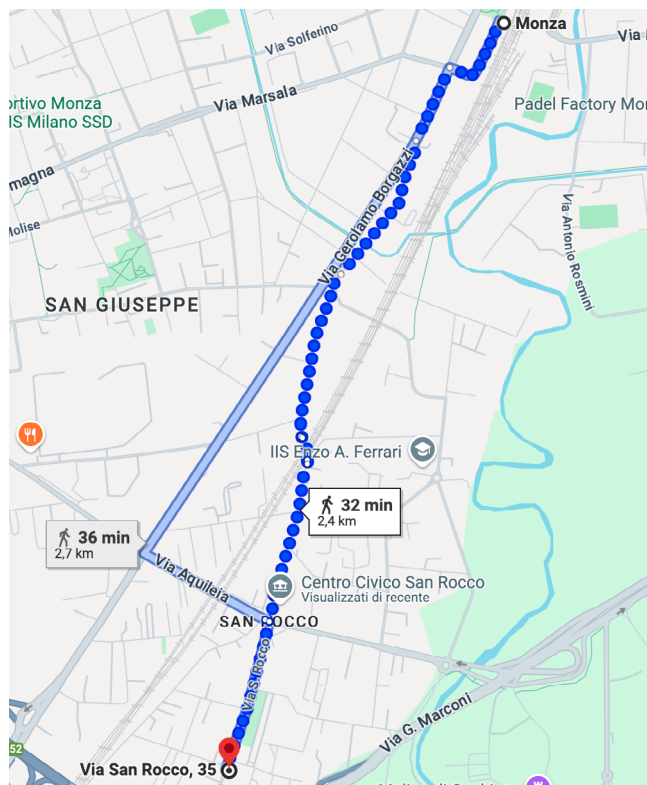 Monza
Via Solferino
Via Marsala
ortivo Monza
IS Milano SSD
Padel Factory Mon
magna
Molise
Via Gerolamo Borgazzi
Via Antonio Rosmini
SAN GIUSEPPE
IIS Enzo A. Ferrari
32 min
2,4 km
36 min
2,7 km
Via Aquileia
Centro Civico San Rocco
Visualizzati di recente
SAN ROCCO
Via S. Rocco
Via G. Marconi
52
Via San Rocco, 35